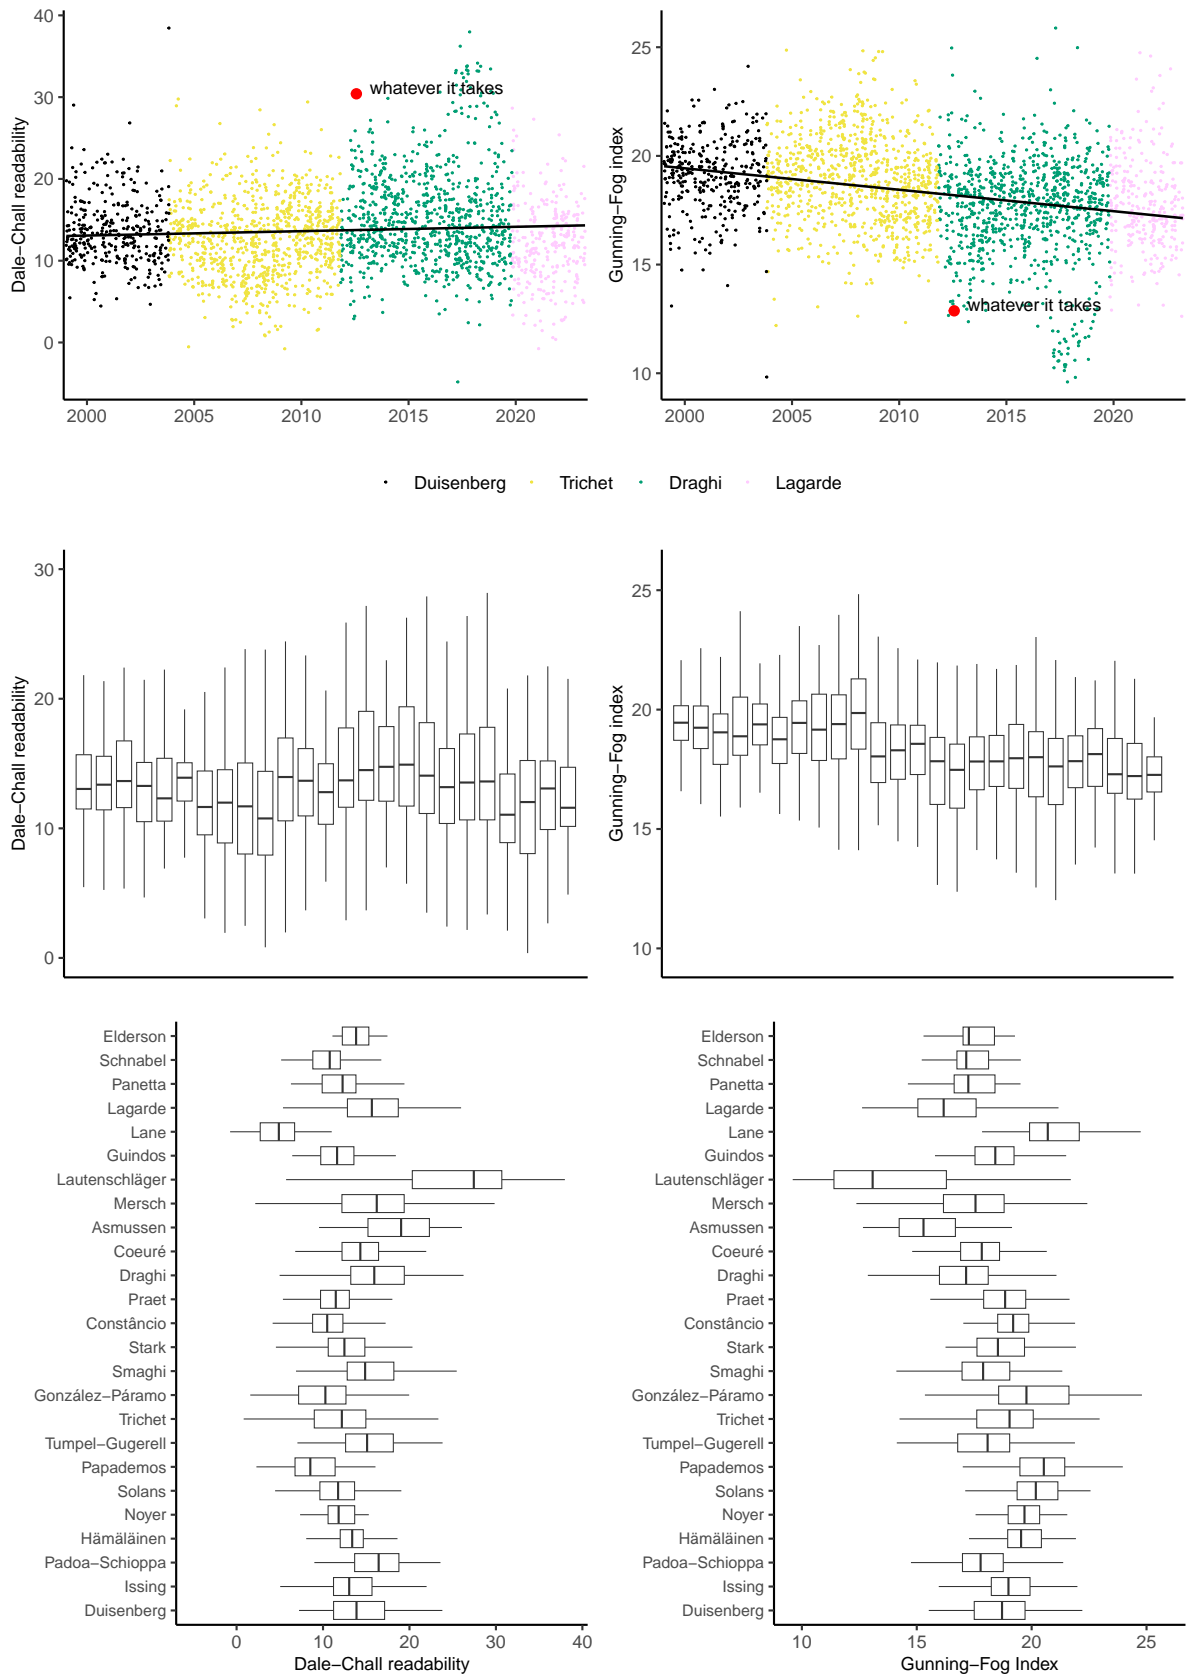 Dale−Chall readability
40
30
20
10
0
whatever it takes
2000 2005 2010 2015 2020
Gunning−Fog index
25
20
15
10
whatever it takes
2000 2005 2010 2015 2020
Duisenberg Trichet Draghi Lagarde
Dale−Chall readability
30
20
10
0
Gunning−Fog index
25
20
15
10
Elderson
Schnabel
Panetta
Lagarde
Lane
Guindos
Lautenschläger
Mersch
Asmussen
Coeuré
Draghi
Praet
Constâncio
Stark
Smaghi
González−Páramo
Trichet
Tumpel−Gugerell
Papademos
Solans
Noyer
Hämäläinen
Padoa−Schioppa
Issing
Duisenberg
0 10 20 30 40
Dale−Chall readability
Elderson
Schnabel
Panetta
Lagarde
Lane
Guindos
Lautenschläger
Mersch
Asmussen
Coeuré
Draghi
Praet
Constâncio
Stark
Smaghi
González−Páramo
Trichet
Tumpel−Gugerell
Papademos
Solans
Noyer
Hämäläinen
Padoa−Schioppa
Issing
Duisenberg
10 15 20 25
Gunning−Fog Index